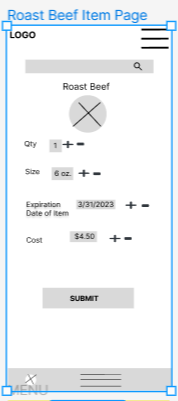 Roast Beef Item Page
LOGO
Roast Beef
Qty 1
Size 6 oz.
Expiration 3/31/2023
Date of Item
Cost $4.50
SUBMIT
MENU